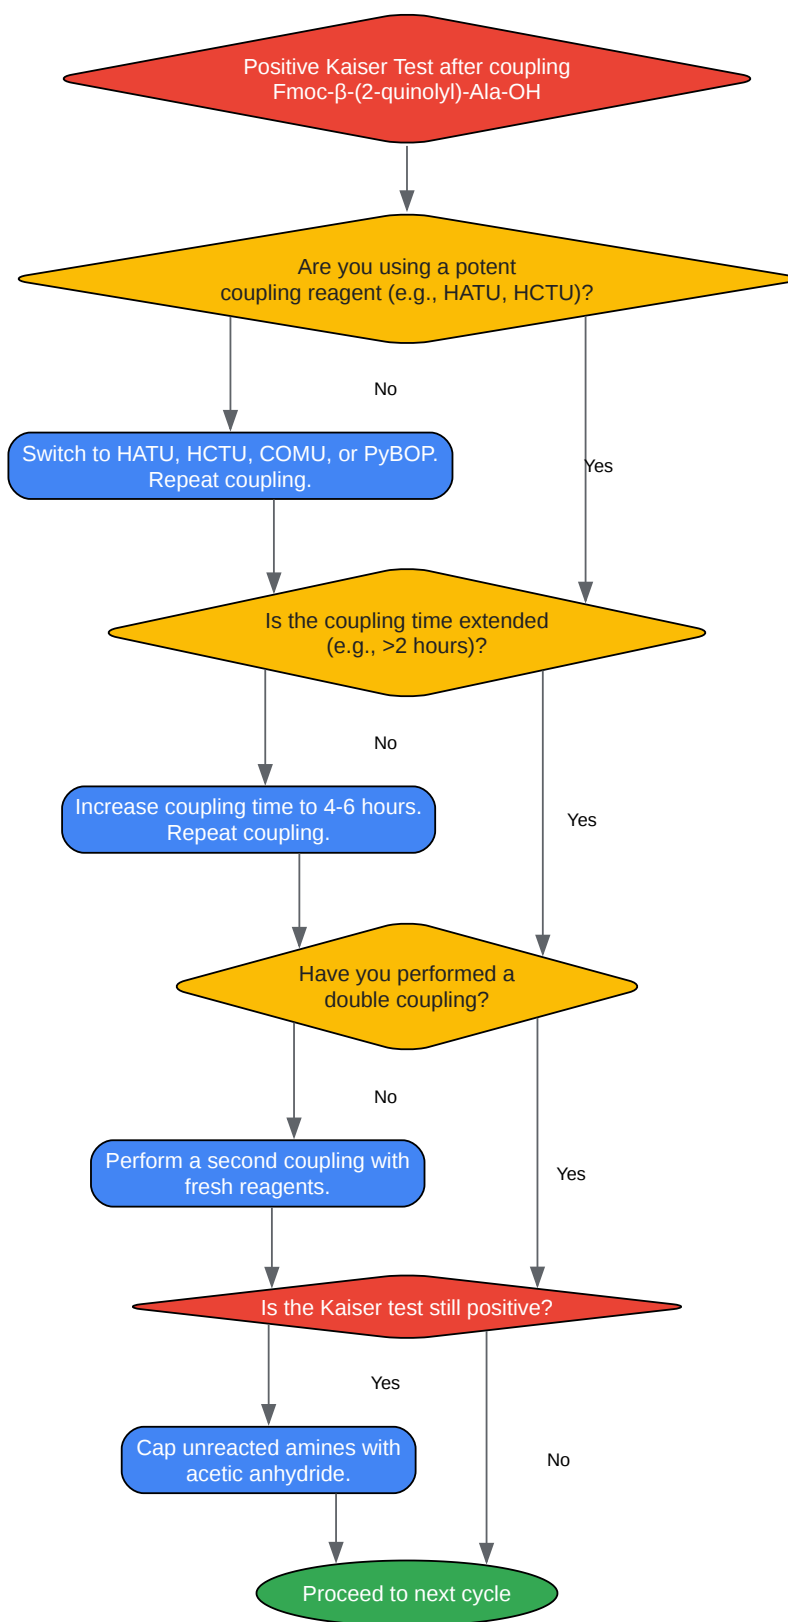 Positive Kaiser Test after coupling
Fmoc-β-(2-quinolyl)-Ala-OH
Are you using a potent
coupling reagent (e.g., HATU, HCTU)?
No
Switch to HATU, HCTU, COMU, or PyBOP.
Repeat coupling.
Yes
Is the coupling time extended
(e.g., >2 hours)?
No
Increase coupling time to 4-6 hours.
Repeat coupling.
Yes
Have you performed a
double coupling?
No
Perform a second coupling with
fresh reagents.
Yes
Is the Kaiser test still positive?
Yes
Cap unreacted amines with
acetic anhydride.
No
Proceed to next cycle